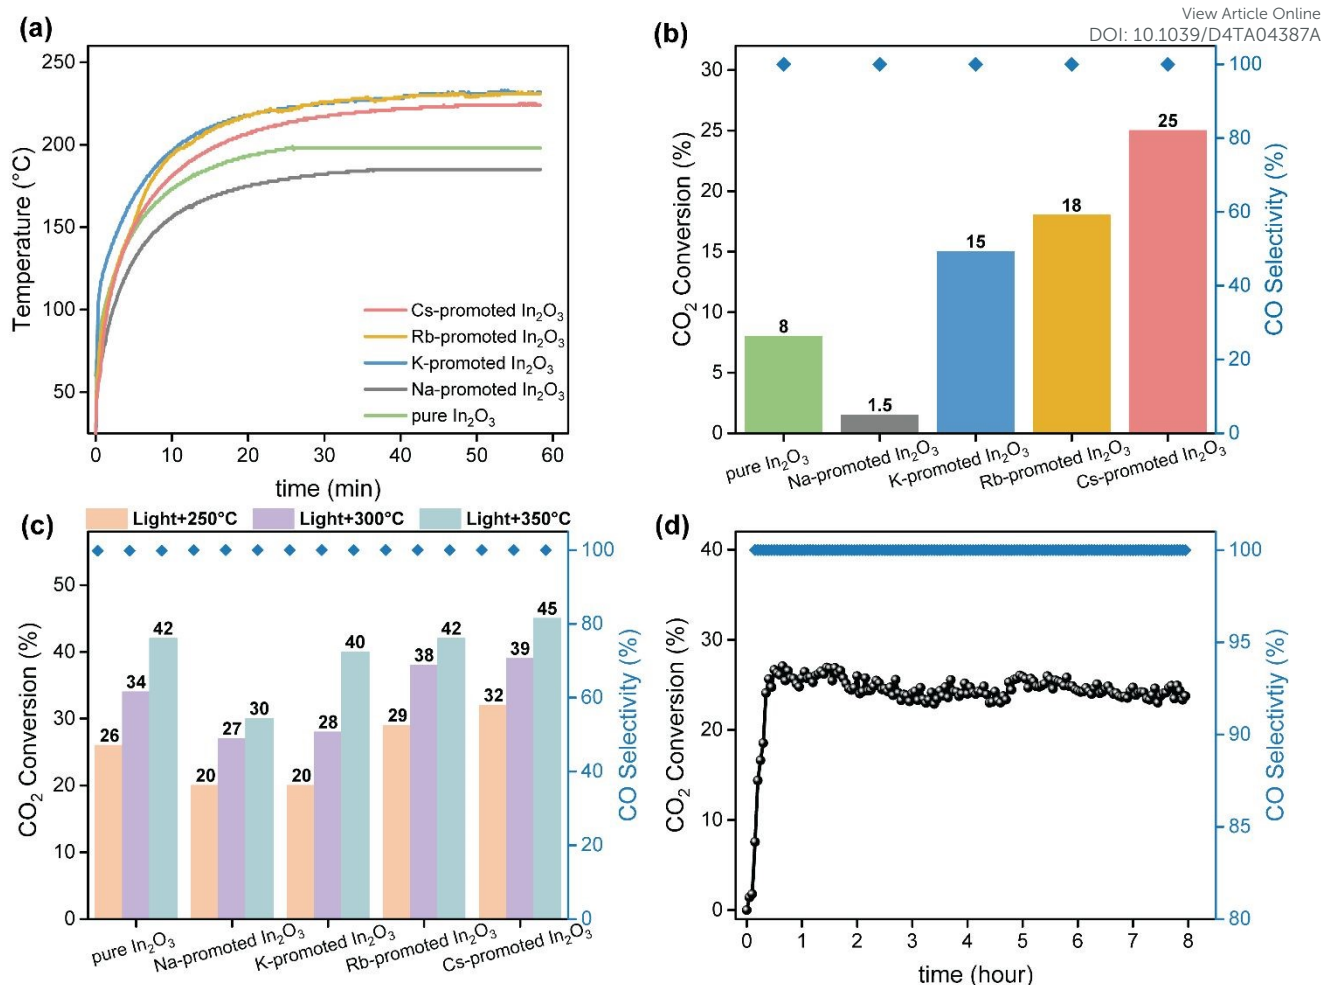 View Article Online
DOI: 10.1039/D4TA04387A
(a)
250
200
150
100
50
Temperature (°C)
Cs-promoted In₂O₃
Rb-promoted In₂O₃
K-promoted In₂O₃
Na-promoted In₂O₃
pure In₂O₃
0 10 20 30 40 50 60
time (min)
(b)
30
25
20
15
10
5
0
CO₂ Conversion (%)
8
1.5
15
18
25
100
80
60
40
20
0
CO Selectivity (%)
pure In₂O₃
Na-promoted In₂O₃
K-promoted In₂O₃
Rb-promoted In₂O₃
Cs-promoted In₂O₃
(c)
Light+250°C Light+300°C Light+350°C
50
40
30
20
10
0
CO₂ Conversion (%)
26 34 42
20 27 30
20 28 40
29 38 42
32 39 45
100
80
60
40
20
0
CO Selectivity (%)
pure In₂O₃
Na-promoted In₂O₃
K-promoted In₂O₃
Rb-promoted In₂O₃
Cs-promoted In₂O₃
(d)
40
30
20
10
0
CO₂ Conversion (%)
100
95
90
85
80
CO Selectivtiy (%)
0 1 2 3 4 5 6 7 8
time (hour)